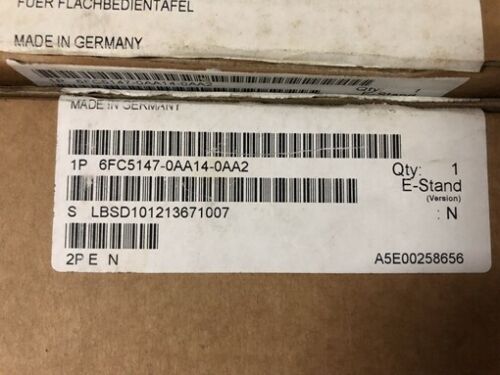 FUER FLACHBEDIENTAFEL
MADE IN GERMANY
Qty 1
MADE IN GERMANY
1P 6FC5147-0AA14-0AA2
Qty: 1
E-Stand
(Version)
: N
S LBSD101213671007
2P E N
A5E00258656